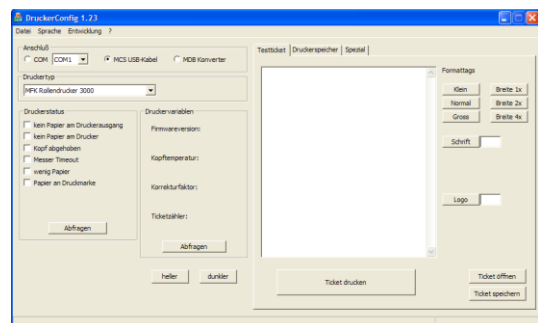 DruckerConfig 1.23
Datei Sprache Entwicklung ?
Anschluß
COM COM1 MCS USB-Kabel MDB Konverter
Druckertyp
MFK Rollendrucker 3000
Druckerstatus
kein Papier am Druckerausgang
kein Papier am Drucker
Kopf abgehoben
Messer Timeout
wenig Papier
Papier an Druckmarke
Abfragen
Druckervariablen
Firmwareversion:
Kopftemperatur:
Korrekturfaktor:
Ticketzähler:
Abfragen
heller dunkler
Testticket Druckerspeicher Spezial
Formattags
Klein Breite 1x
Normal Breite 2x
Gross Breite 4x
Schrift
Logo
Ticket drucken
Ticket öffnen
Ticket speichern